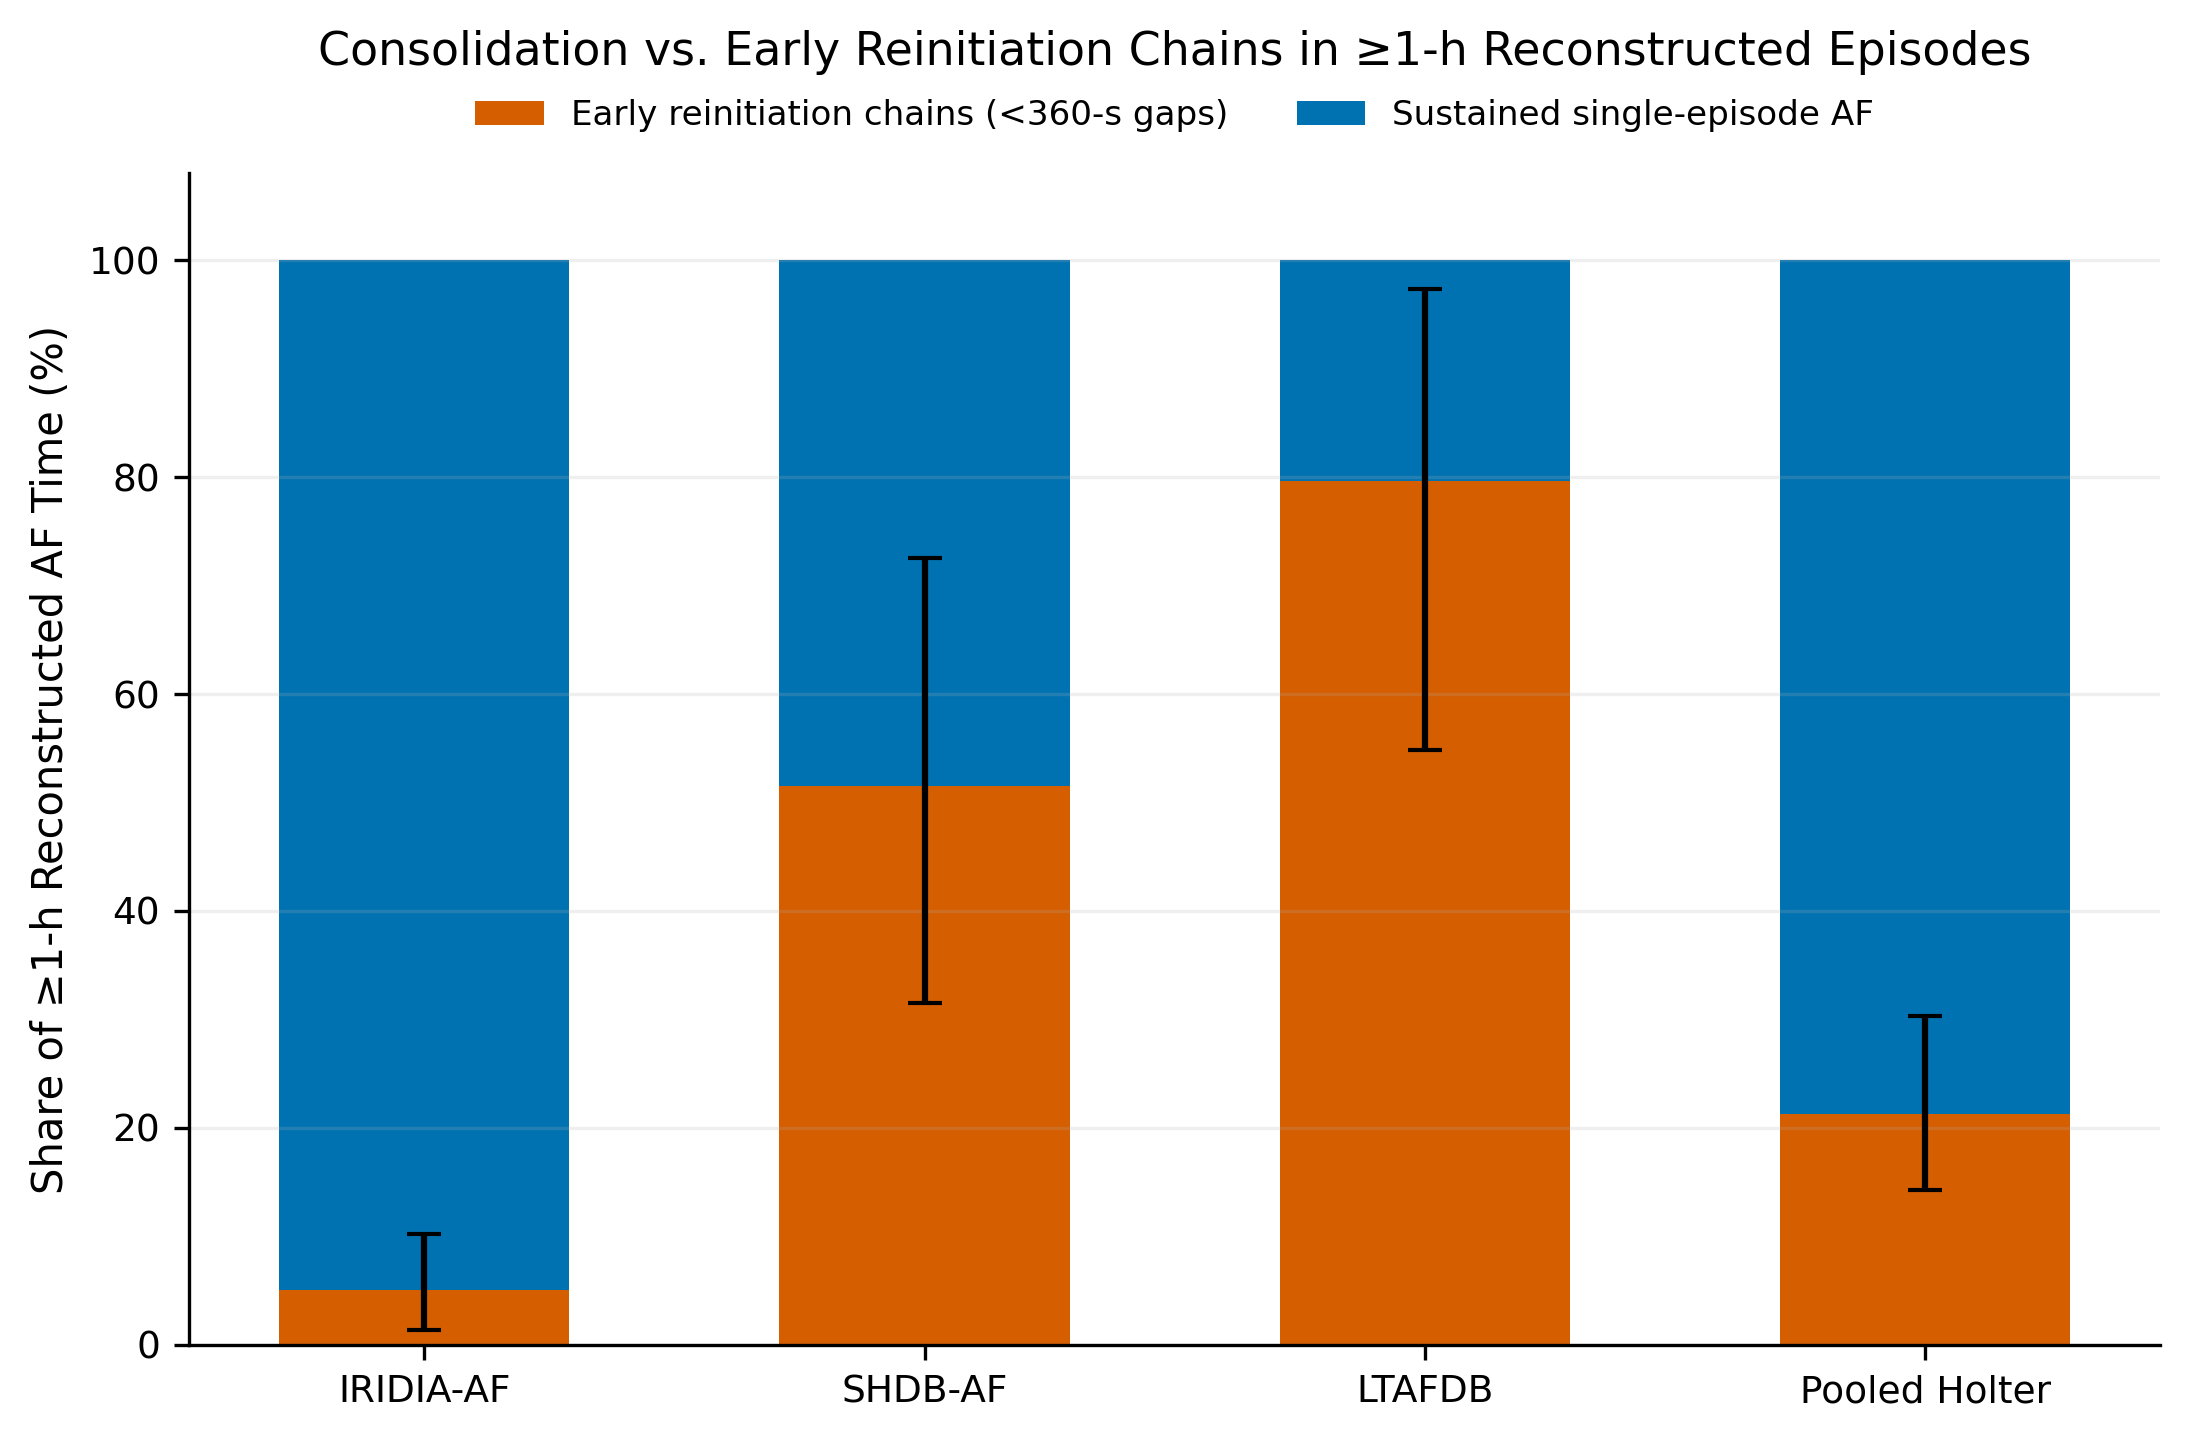 Consolidation vs. Early Reinitiation Chains in ≥1-h Reconstructed Episodes
Early reinitiation chains (<360-s gaps)
Sustained single-episode AF
Share of ≥1-h Reconstructed AF Time (%)
100
80
60
40
20
0
IRIDIA-AF
SHDB-AF
LTAFDB
Pooled Holter